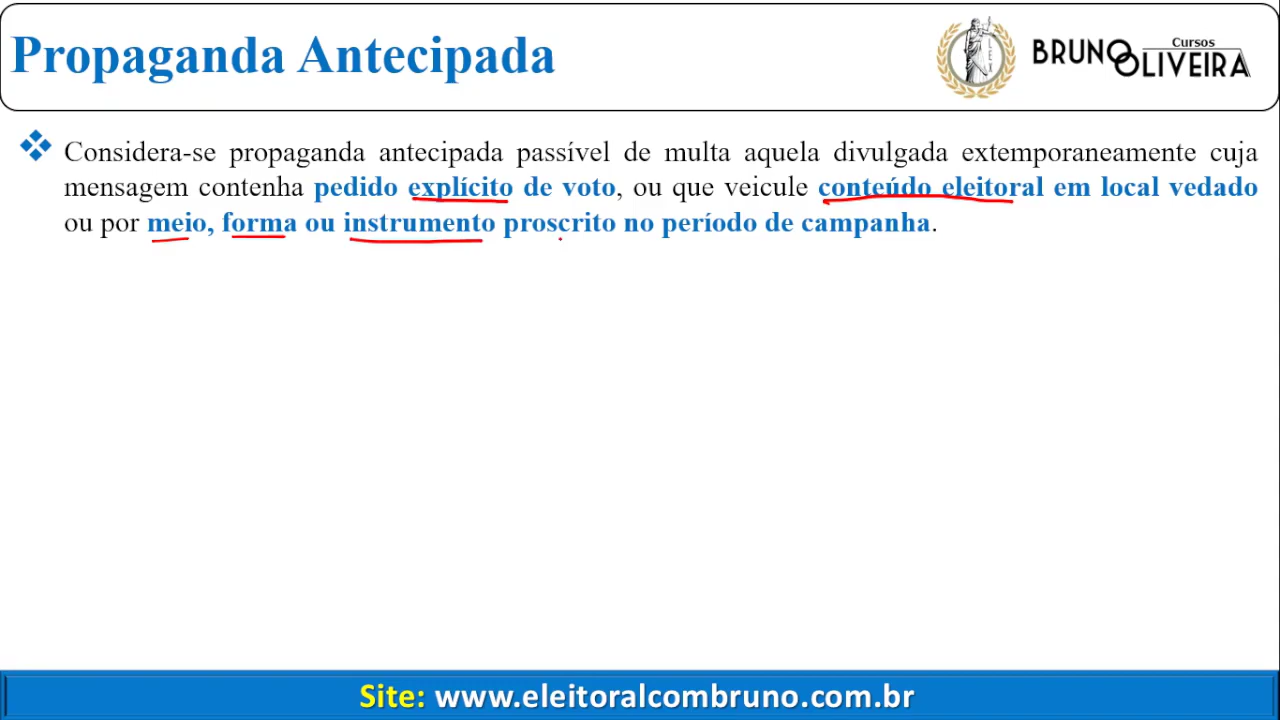 Propaganda Antecipada
Cursos
BRUNO OLIVEIRA
LEX
Considera-se propaganda antecipada passível de multa aquela divulgada extemporaneamente cuja
mensagem contenha pedido explícito de voto, ou que veicule conteúdo eleitoral em local vedado
ou por meio, forma ou instrumento proscrito no período de campanha.
Site: www.eleitoralcombruno.com.br